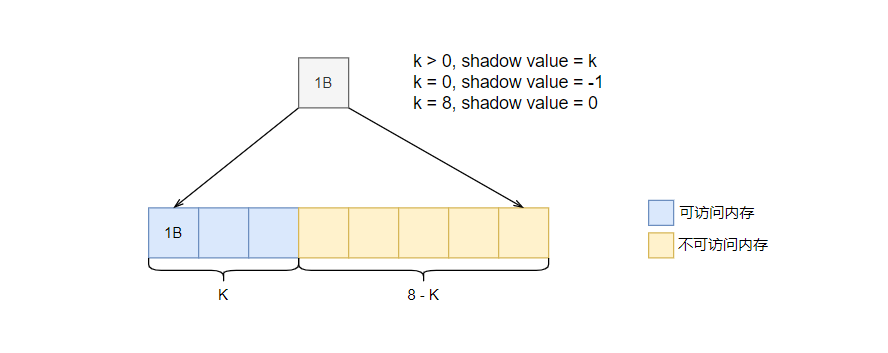 k > 0, shadow value = k
1B
k = 0, shadow value = -1
k = 8, shadow value = 0
1B
可访问内存
不可访问内存
K
8 - K